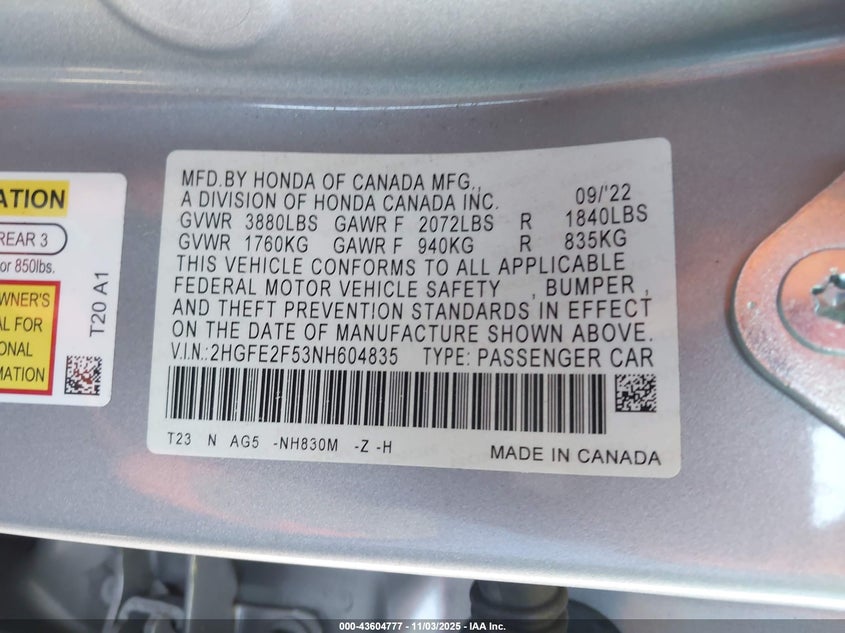 ATION
REAR 3
or 850lbs.
OWNER'S
AL FOR
ONAL
MATION
T20 A1
MFD.BY HONDA OF CANADA MFG.,
A DIVISION OF HONDA CANADA INC. 09/'22
GVWR 3880LBS GAWR F 2072LBS R 1840LBS
GVWR 1760KG GAWR F 940KG R 835KG
THIS VEHICLE CONFORMS TO ALL APPLICABLE
FEDERAL MOTOR VEHICLE SAFETY , BUMPER ,
AND THEFT PREVENTION STANDARDS IN EFFECT
ON THE DATE OF MANUFACTURE SHOWN ABOVE.
V.I.N.:2HGFE2F53NH604835 TYPE: PASSENGER CAR
T23 N AG5 -NH830M -Z -H
MADE IN CANADA
000-43604777 - 11/03/2025 - IAA Inc.